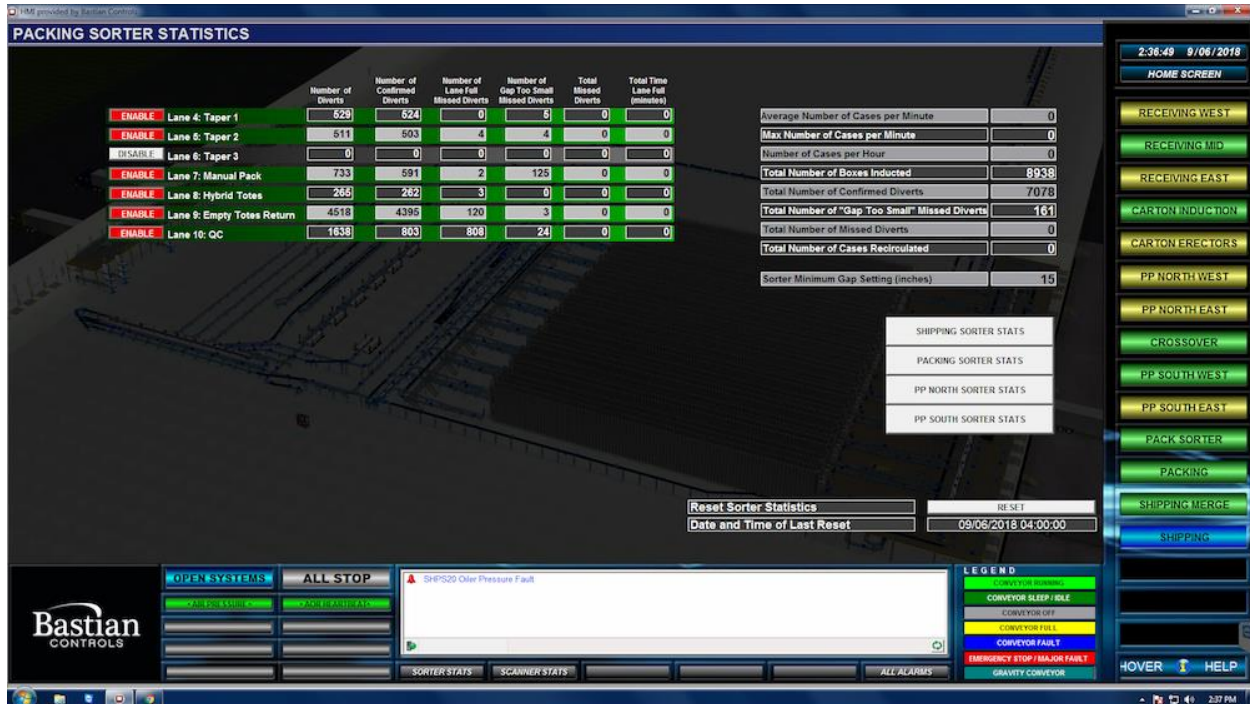 HMI provided by Bastian Controls
PACKING SORTER STATISTICS
2:36:49 9/06/2018
HOME SCREEN
Number of Diverts
Number of Confirmed Diverts
Number of Lane Full Missed Diverts
Number of Gap Too Small Missed Diverts
Total Missed Diverts
Total Time Lane Full (minutes)
ENABLE Lane 4: Taper 1 529 524 0 5 0 0
ENABLE Lane 5: Taper 2 511 503 4 4 0 0
DISABLE Lane 6: Taper 3 0 0 0 0 0 0
ENABLE Lane 7: Manual Pack 733 591 2 125 0 0
ENABLE Lane 8: Hybrid Totes 265 262 3 0 0 0
ENABLE Lane 9: Empty Totes Return 4518 4395 120 3 0 0
ENABLE Lane 10: QC 1638 803 808 24 0 0
Average Number of Cases per Minute 0
Max Number of Cases per Minute 0
Number of Cases per Hour 0
Total Number of Boxes Inducted 8938
Total Number of Confirmed Diverts 7078
Total Number of "Gap Too Small" Missed Diverts 161
Total Number of Missed Diverts 0
Total Number of Cases Recirculated 0
Sorter Minimum Gap Setting (inches) 15
SHIPPING SORTER STATS
PACKING SORTER STATS
PP NORTH SORTER STATS
PP SOUTH SORTER STATS
Reset Sorter Statistics RESET
Date and Time of Last Reset 09/06/2018 04:00:00
RECEIVING WEST
RECEIVING MID
RECEIVING EAST
CARTON INDUCTION
CARTON ERECTORS
PP NORTH WEST
PP NORTH EAST
CROSSOVER
PP SOUTH WEST
PP SOUTH EAST
PACK SORTER
PACKING
SHIPPING MERGE
SHIPPING
HOVER HELP
Bastian
CONTROLS
OPEN SYSTEMS ALL STOP
- AIR PRESSURE - - AOR HEARTBEAT -
SHPS20 Oiler Pressure Fault
SORTER STATS SCANNER STATS ALL ALARMS
LEGEND
CONVEYOR RUNNING
CONVEYOR SLEEP / IDLE
CONVEYOR OFF
CONVEYOR FULL
CONVEYOR FAULT
EMERGENCY STOP / MAJOR FAULT
GRAVITY CONVEYOR
2:37 PM